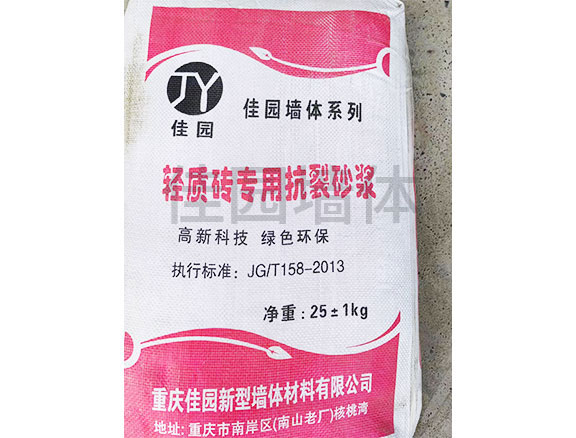 JY
佳园
佳园墙体系列
轻质砖专用抗裂砂浆
佳园墙体
高新科技 绿色环保
执行标准：JG/T158-2013
净重：25±1kg
重庆佳园新型墙体材料有限公司
地址：重庆市南岸区(南山老厂)核桃湾